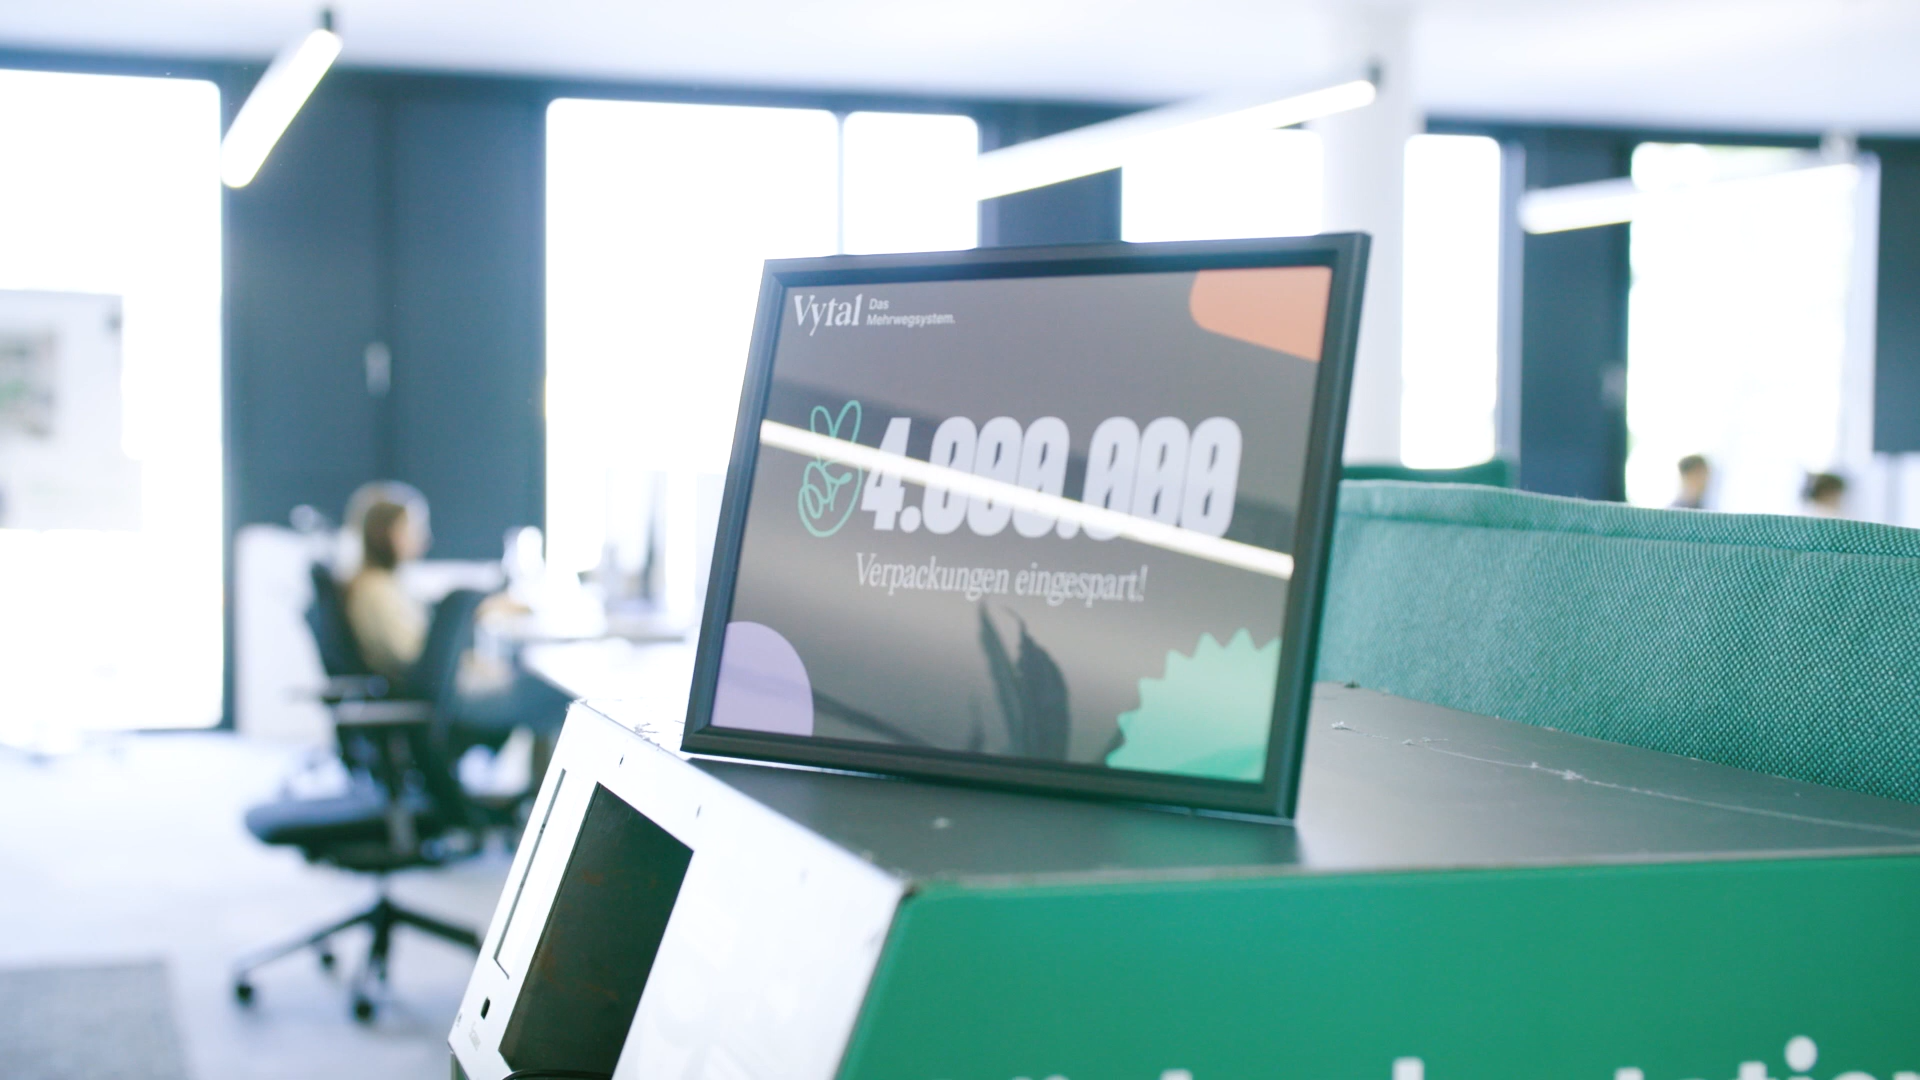 Vytal Das
Mehrwegsystem.
4.000.000
Verpackungen eingespart!